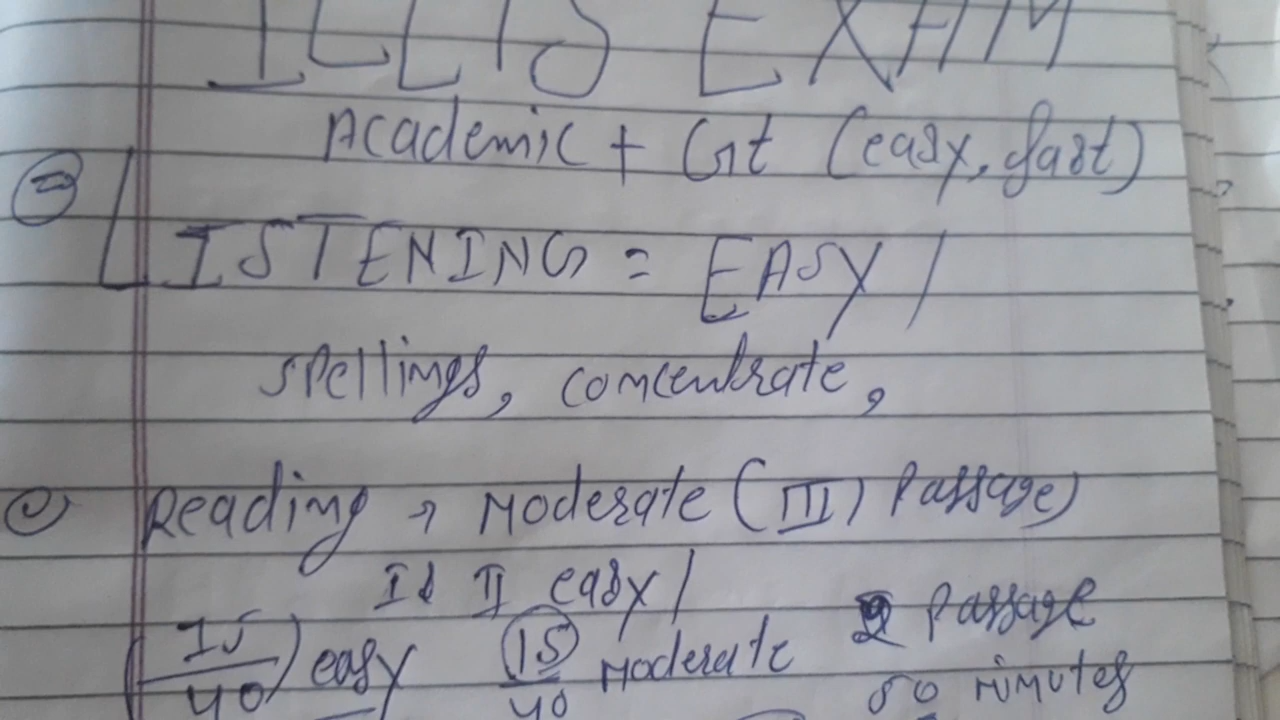 IELTS EXAM
Academic + Gt (easy, fast)
LISTENING = EASY /
spellings, concentrate,
Reading → Moderate (III) Passage)
I & II easy /
(15/40) easy 15/40 Moderate 2 Passage
minutes